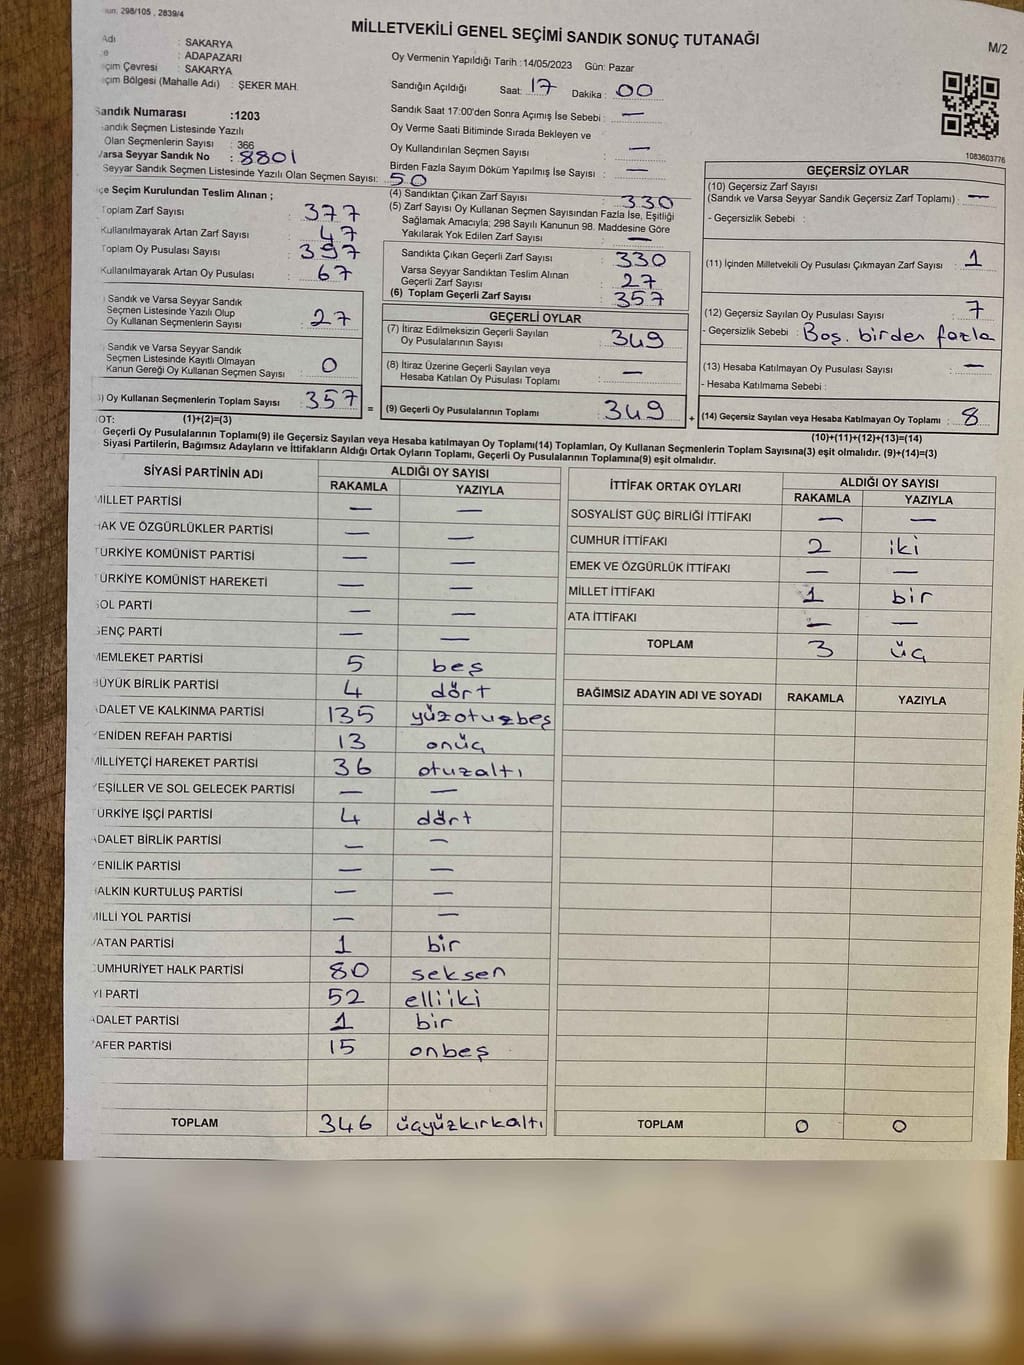 298/105 , 2839/4
MİLLETVEKİLİ GENEL SEÇİMİ SANDIK SONUÇ TUTANAĞI
M/2
Adı : SAKARYA
: ADAPAZARI
Çevresi : SAKARYA
Bölgesi (Mahalle Adı) : ŞEKER MAH.
Sandık Numarası :1203
Sandık Seçmen Listesinde Yazılı
Olan Seçmenlerin Sayısı : 366
Varsa Seyyar Sandık No : 8801
Seyyar Sandık Seçmen Listesinde Yazılı Olan Seçmen Sayısı: 50
Oy Vermenin Yapıldığı Tarih :14/05/2023 Gün: Pazar
Sandığın Açıldığı Saat: 17 Dakika : 00
Sandık Saat 17:00'den Sonra Açımış İse Sebebi : —
Oy Verme Saati Bitiminde Sırada Bekleyen ve
Oy Kullandırılan Seçmen Sayısı : —
Birden Fazla Sayım Döküm Yapılmış İse Sayısı : —
1083603776
Seçim Kurulundan Teslim Alınan ;
Toplam Zarf Sayısı : 377
Kullanılmayarak Artan Zarf Sayısı : 47
Toplam Oy Pusulası Sayısı : 397
Kullanılmayarak Artan Oy Pusulası : 67
Sandık ve Varsa Seyyar Sandık
Seçmen Listesinde Yazılı Olup
Oy Kullanan Seçmenlerin Sayısı : 27
Sandık ve Varsa Seyyar Sandık
Seçmen Listesinde Kayıtlı Olmayan
Kanun Gereği Oy Kullanan Seçmen Sayısı : 0
) Oy Kullanan Seçmenlerin Toplam Sayısı : 357 =
(1)+(2)=(3)
(4) Sandıktan Çıkan Zarf Sayısı : 330
(5) Zarf Sayısı Oy Kullanan Seçmen Sayısından Fazla İse, Eşitliği
Sağlamak Amacıyla; 298 Sayılı Kanunun 98. Maddesine Göre
Yakılarak Yok Edilen Zarf Sayısı : —
Sandıkta Çıkan Geçerli Zarf Sayısı : 330
Varsa Seyyar Sandıktan Teslim Alınan
Geçerli Zarf Sayısı : 27
(6) Toplam Geçerli Zarf Sayısı : 357
GEÇERLİ OYLAR
(7) İtiraz Edilmeksizin Geçerli Sayılan
Oy Pusulalarının Sayısı : 349
(8) İtiraz Üzerine Geçerli Sayılan veya
Hesaba Katılan Oy Pusulası Toplamı : —
(9) Geçerli Oy Pusulalarının Toplamı : 349 +
GEÇERSİZ OYLAR
(10) Geçersiz Zarf Sayısı
(Sandık ve Varsa Seyyar Sandık Geçersiz Zarf Toplamı) : —
- Geçersizlik Sebebi :
(11) İçinden Milletvekili Oy Pusulası Çıkmayan Zarf Sayısı : 1
(12) Geçersiz Sayılan Oy Pusulası Sayısı : 7
- Geçersizlik Sebebi : Boş. birden fazla
(13) Hesaba Katılmayan Oy Pusulası Sayısı : —
- Hesaba Katılmama Sebebi :
(14) Geçersiz Sayılan veya Hesaba Katılmayan Oy Toplamı : 8
(10)+(11)+(12)+(13)=(14)
NOT:
Geçerli Oy Pusulalarının Toplamı(9) ile Geçersiz Sayılan veya Hesaba katılmayan Oy Toplamı(14) Toplamları, Oy Kullanan Seçmenlerin Toplam Sayısına(3) eşit olmalıdır. (9)+(14)=(3)
Siyasi Partilerin, Bağımsız Adayların ve İttifakların Aldığı Ortak Oyların Toplamı, Geçerli Oy Pusulalarının Toplamına(9) eşit olmalıdır.
SİYASİ PARTİNİN ADI ALDIĞI OY SAYISI
RAKAMLA YAZIYLA
MİLLET PARTİSİ — —
HAK VE ÖZGÜRLÜKLER PARTİSİ — —
TÜRKİYE KOMÜNİST PARTİSİ — —
TÜRKİYE KOMÜNİST HAREKETİ — —
SOL PARTİ — —
GENÇ PARTİ — —
MEMLEKET PARTİSİ 5 beş
BÜYÜK BİRLİK PARTİSİ 4 dört
ADALET VE KALKINMA PARTİSİ 135 yüzotuzbeş
YENİDEN REFAH PARTİSİ 13 onüç
MİLLİYETÇİ HAREKET PARTİSİ 36 otuzaltı
YEŞİLLER VE SOL GELECEK PARTİSİ — —
TÜRKİYE İŞÇİ PARTİSİ 4 dört
ADALET BİRLİK PARTİSİ — —
YENİLİK PARTİSİ — —
HALKIN KURTULUŞ PARTİSİ — —
MİLLİ YOL PARTİSİ — —
VATAN PARTİSİ 1 bir
CUMHURİYET HALK PARTİSİ 80 seksen
İYİ PARTİ 52 elliiki
ADALET PARTİSİ 1 bir
ZAFER PARTİSİ 15 onbeş
TOPLAM 346 üçyüzkırkaltı
İTTİFAK ORTAK OYLARI ALDIĞI OY SAYISI
RAKAMLA YAZIYLA
SOSYALİST GÜÇ BİRLİĞİ İTTİFAKI — —
CUMHUR İTTİFAKI 2 iki
EMEK VE ÖZGÜRLÜK İTTİFAKI — —
MİLLET İTTİFAKI 1 bir
ATA İTTİFAKI — —
TOPLAM 3 üç
BAĞIMSIZ ADAYIN ADI VE SOYADI RAKAMLA YAZIYLA
TOPLAM 0 0